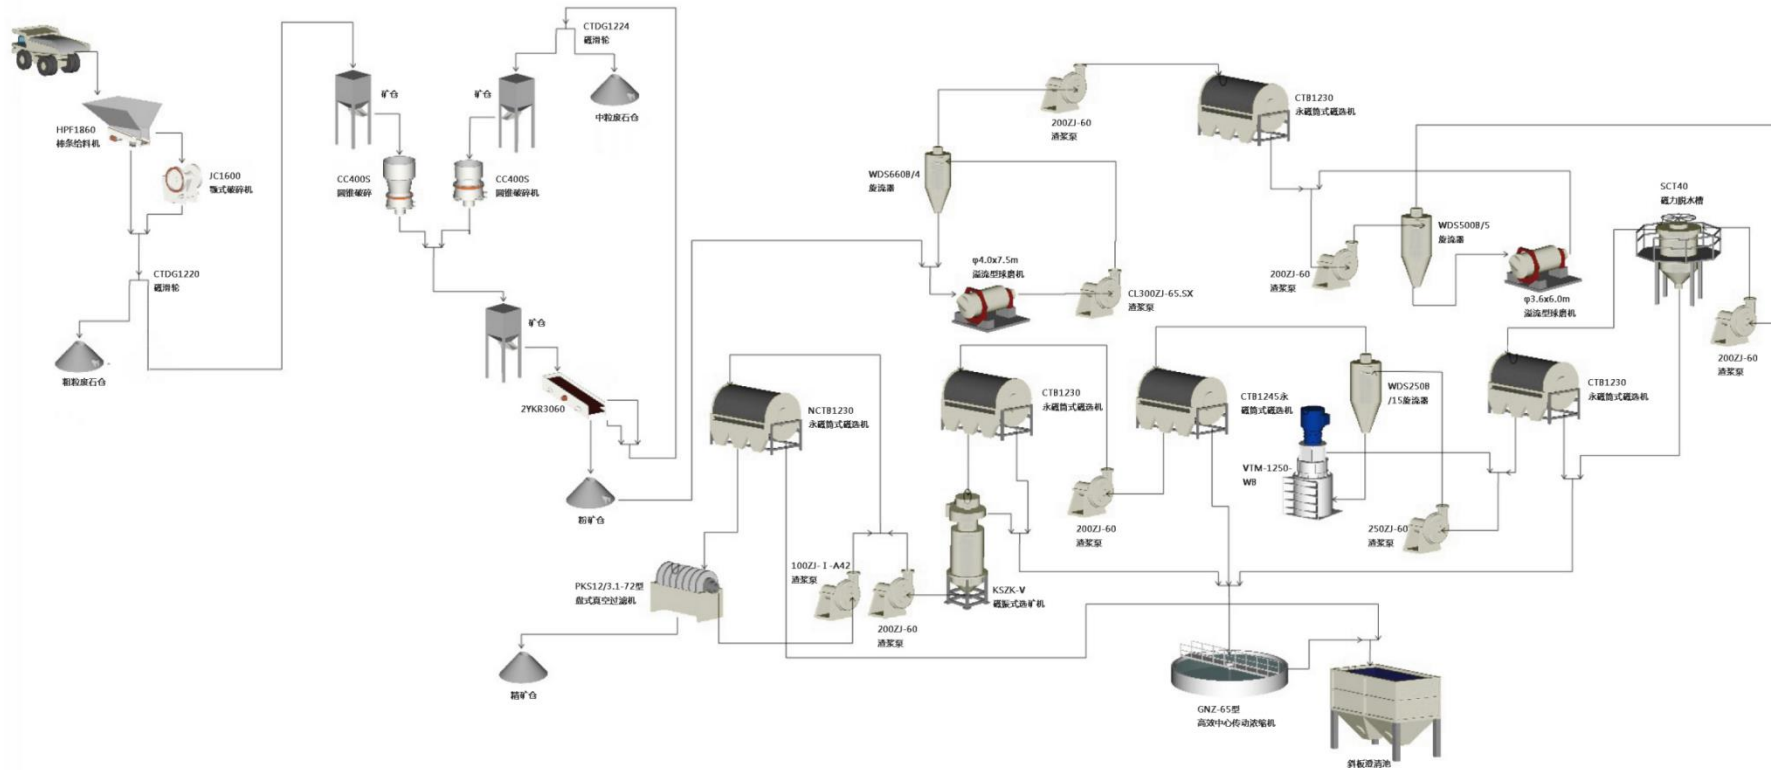 CTDG1224
磁滑轮
矿仓
矿仓
中粒废石仓
HPF1860
棒条给料机
JC1600
颚式破碎机
CC400S
圆锥破碎
CC400S
圆锥破碎机
CTDG1220
磁滑轮
粗粒废石仓
矿仓
2YKR3060
粉矿仓
200ZJ-60
渣浆泵
CTB1230
永磁筒式磁选机
WDS660B/4
旋流器
φ4.0x7.5m
溢流型球磨机
CL300ZJ-65.SX
渣浆泵
200ZJ-60
渣浆泵
WDS500B/5
旋流器
φ3.6x6.0m
溢流型球磨机
SCT40
磁力脱水槽
200ZJ-60
渣浆泵
NCTB1230
永磁筒式磁选机
CTB1230
永磁筒式磁选机
CTB1245永
磁筒式磁选机
WDS250B
/15旋流器
CTB1230
永磁筒式磁选机
VTM-1250-
WB
200ZJ-60
渣浆泵
250ZJ-60
渣浆泵
PKS12/3.1-72型
盘式真空过滤机
100ZJ-Ⅰ-A42
渣浆泵
200ZJ-60
渣浆泵
KSZK-V
磁振式选矿机
精矿仓
GNZ-65型
高效中心传动浓缩机
斜板澄清池